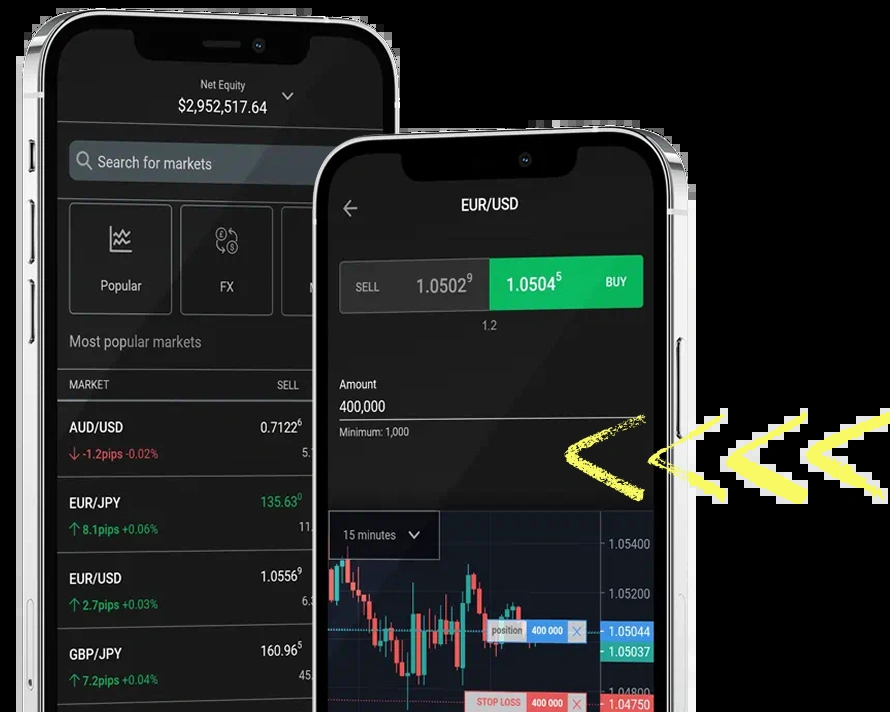 Net Equity
$2,952,517.64
Search for markets
Popular
FX
Most popular markets
MARKET SELL
AUD/USD 0.7122⁶
-1.2pips -0.02%
EUR/JPY 135.63⁰
8.1pips +0.06%
EUR/USD 1.0556⁹
2.7pips +0.03%
GBP/JPY 160.96⁵
7.2pips +0.04%
EUR/USD
SELL 1.0502⁹ 1.0504⁵ BUY
1.2
Amount
400,000
Minimum: 1,000
15 minutes
1.05400
1.05200
position 400 000 1.05044
1.05037
1.04800
STOP LOSS 400 000 1.04750